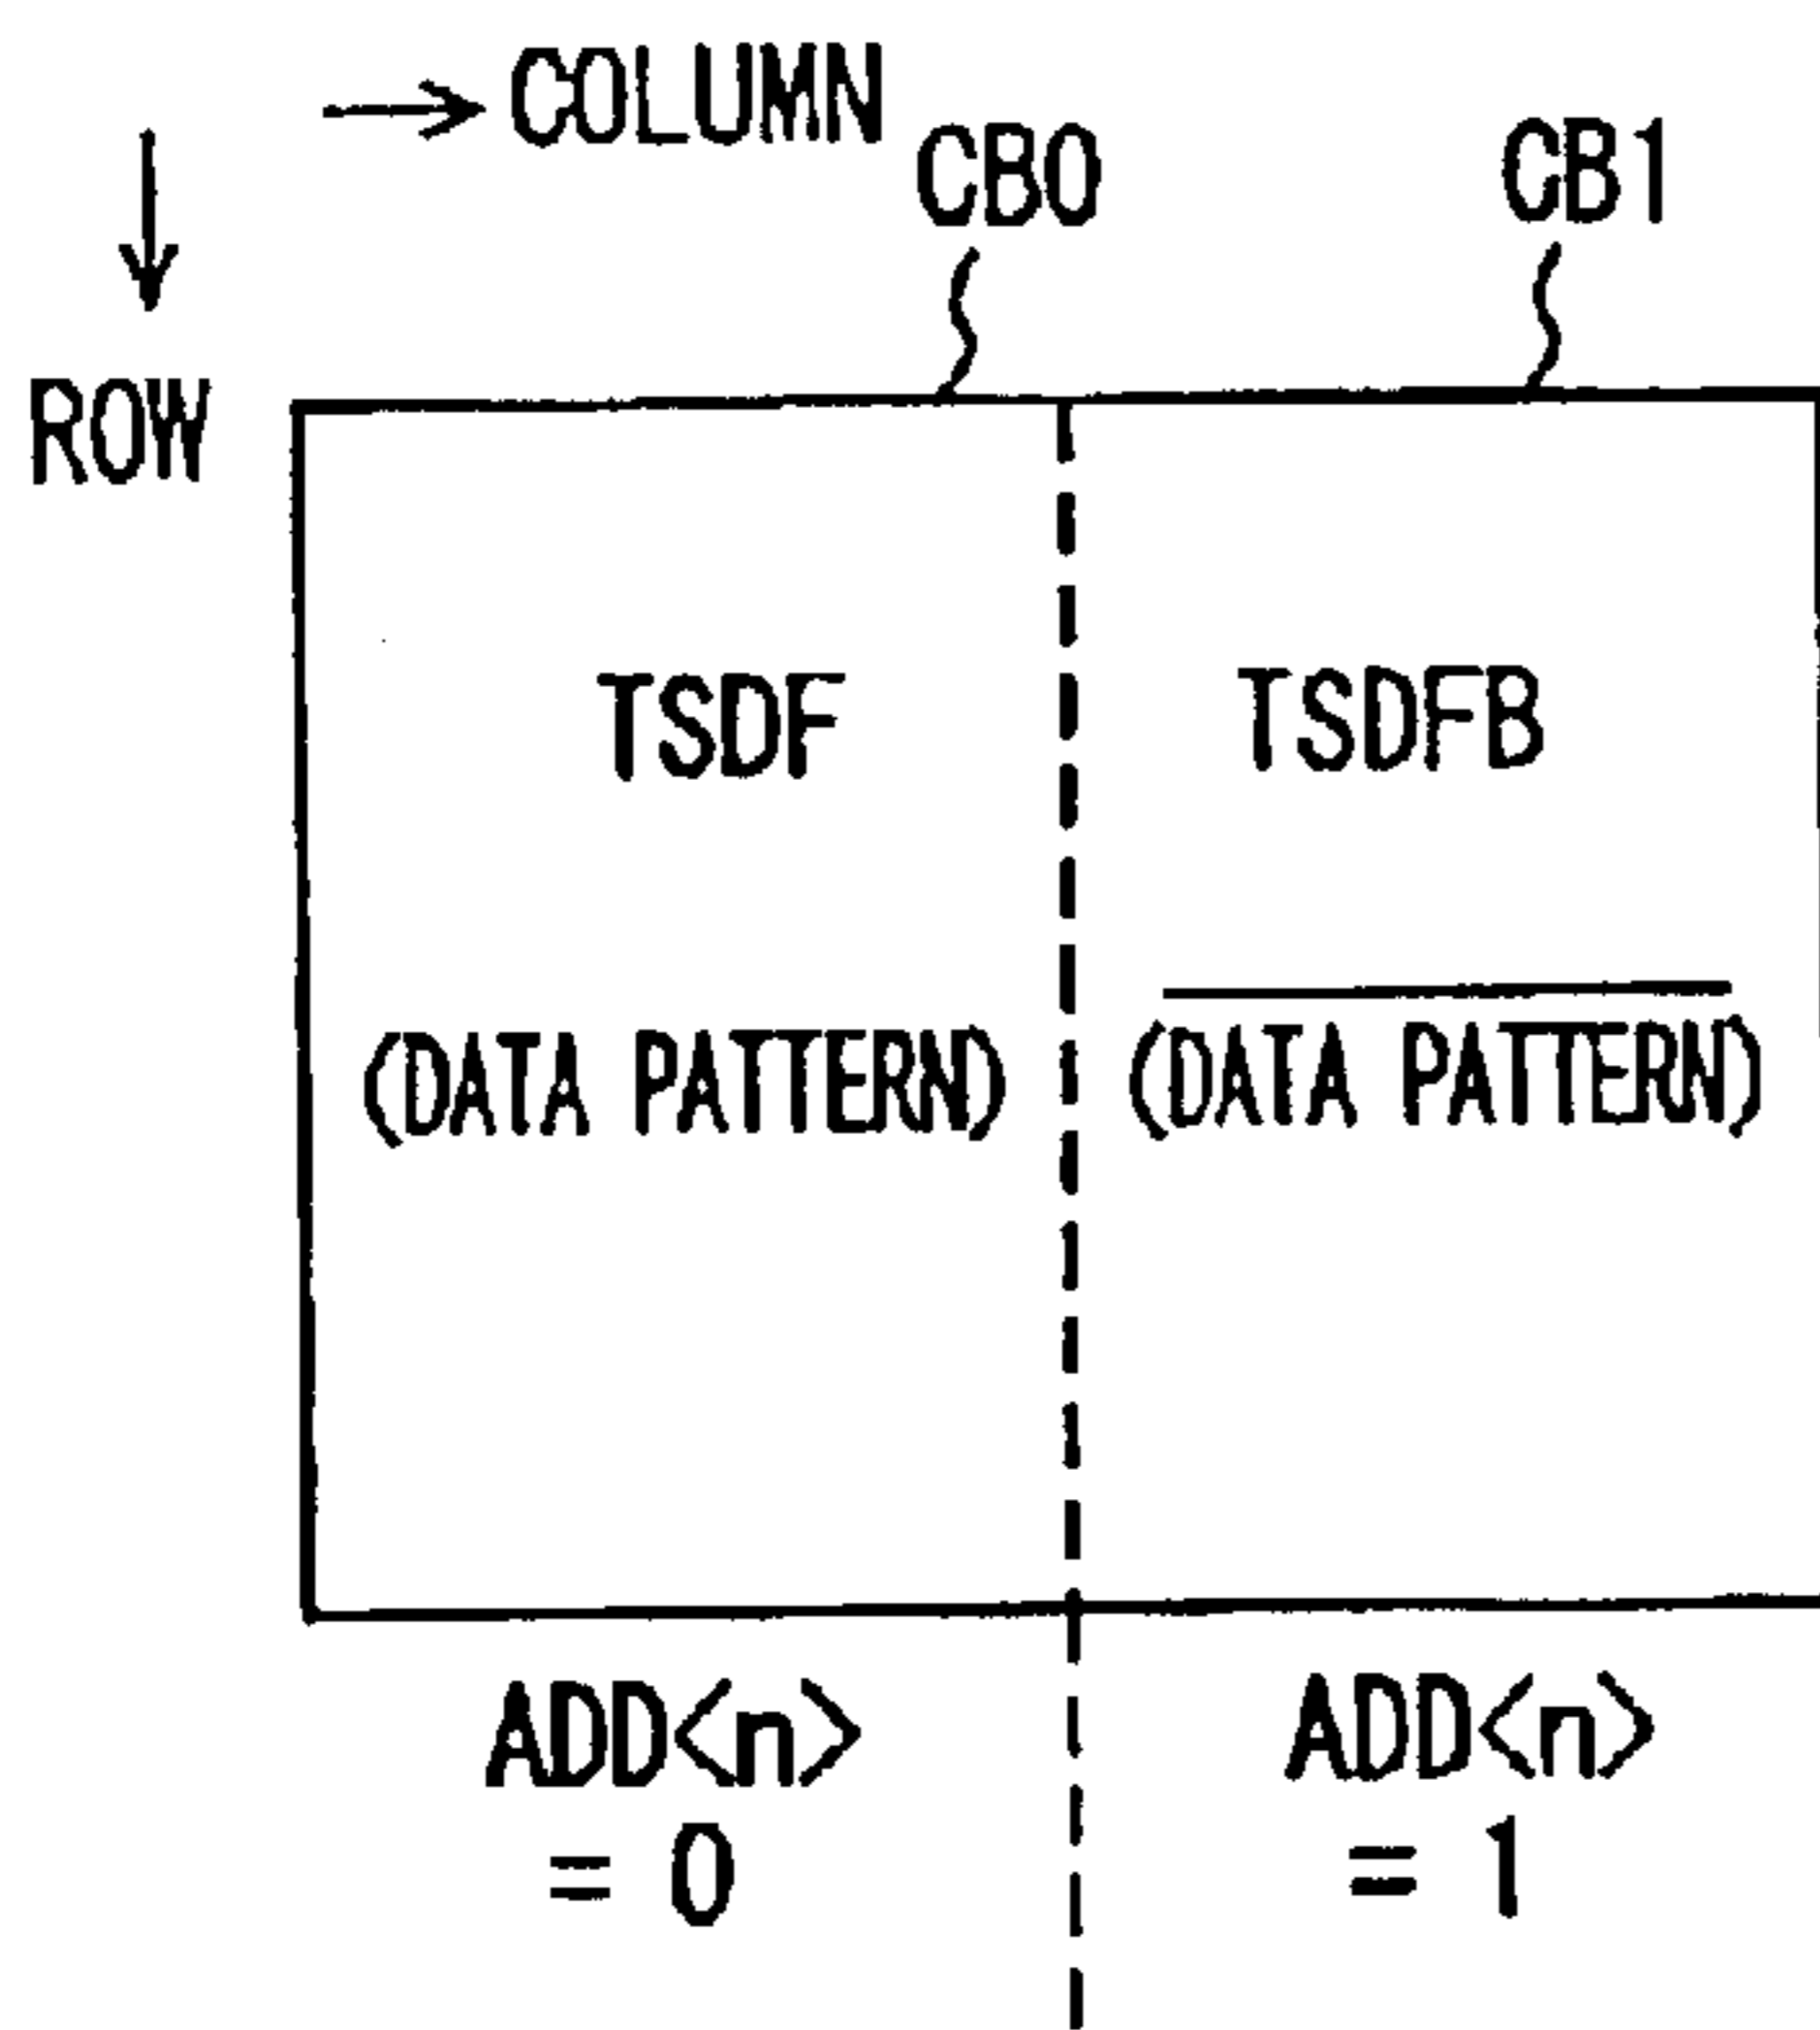 → COLUMN
CB0 CB1
ROW
TSDF TSDFB
(DATA PATTERN) (DATA PATTERN)
ADD<n> ADD<n>
= 0 = 1